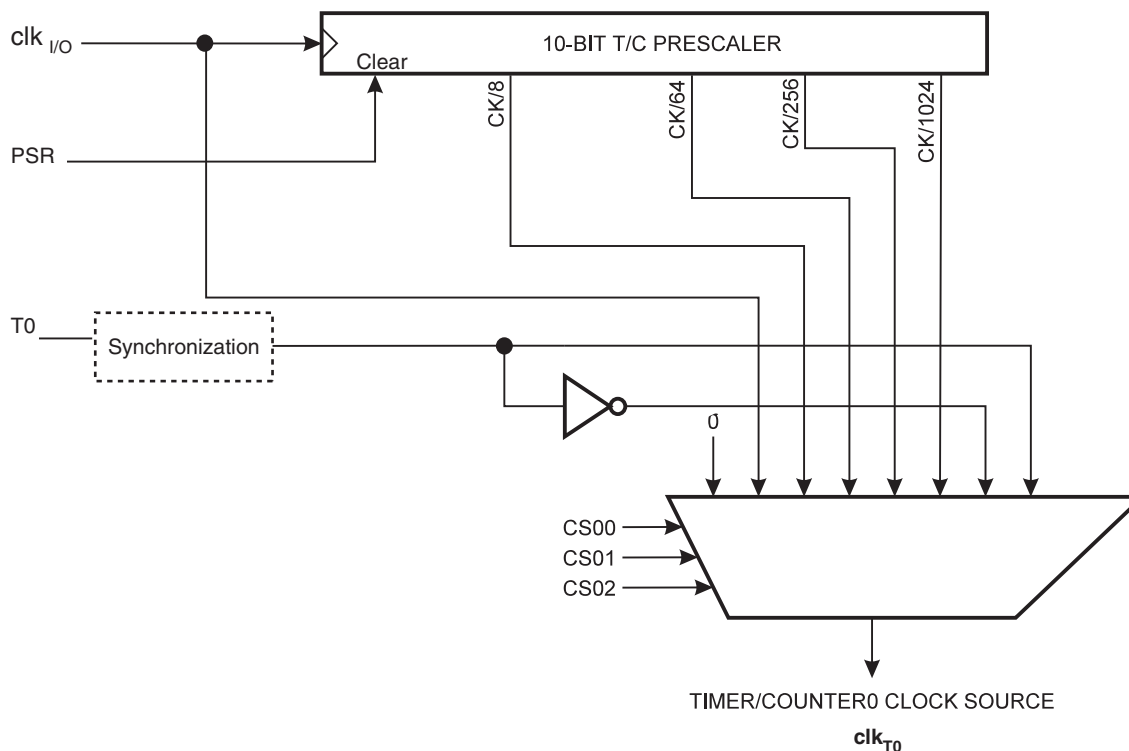 clk I/O
10-BIT T/C PRESCALER
Clear
CK/8
CK/64
CK/256
CK/1024
PSR
T0
Synchronization
0
CS00
CS01
CS02
TIMER/COUNTER0 CLOCK SOURCE
clkT0